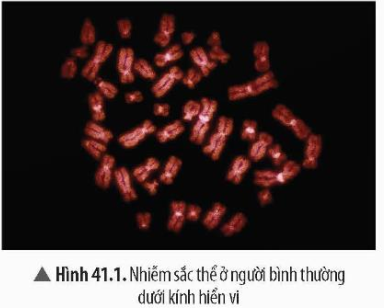 ▲ Hình 41.1. Nhiễm sắc thể ở người bình thường
dưới kính hiển vi